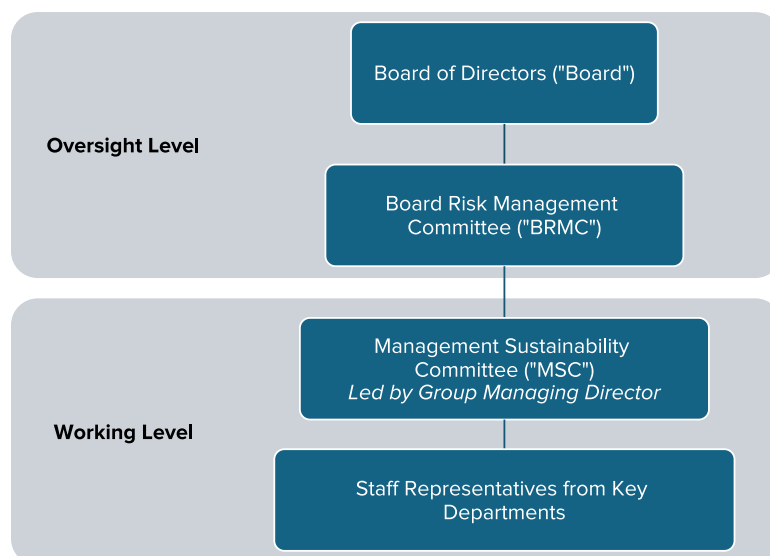 Board of Directors ("Board")
Oversight Level
Board Risk Management
Committee ("BRMC")
Management Sustainability
Committee ("MSC")
Led by Group Managing Director
Working Level
Staff Representatives from Key
Departments